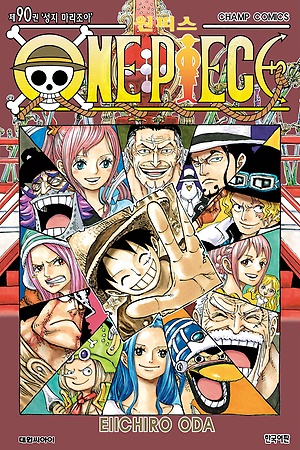 제90권 '성지 마리조아'
CHAMP COMICS
원피스
ONE PIECE
EIICHIRO ODA
대원씨아이
한국어판